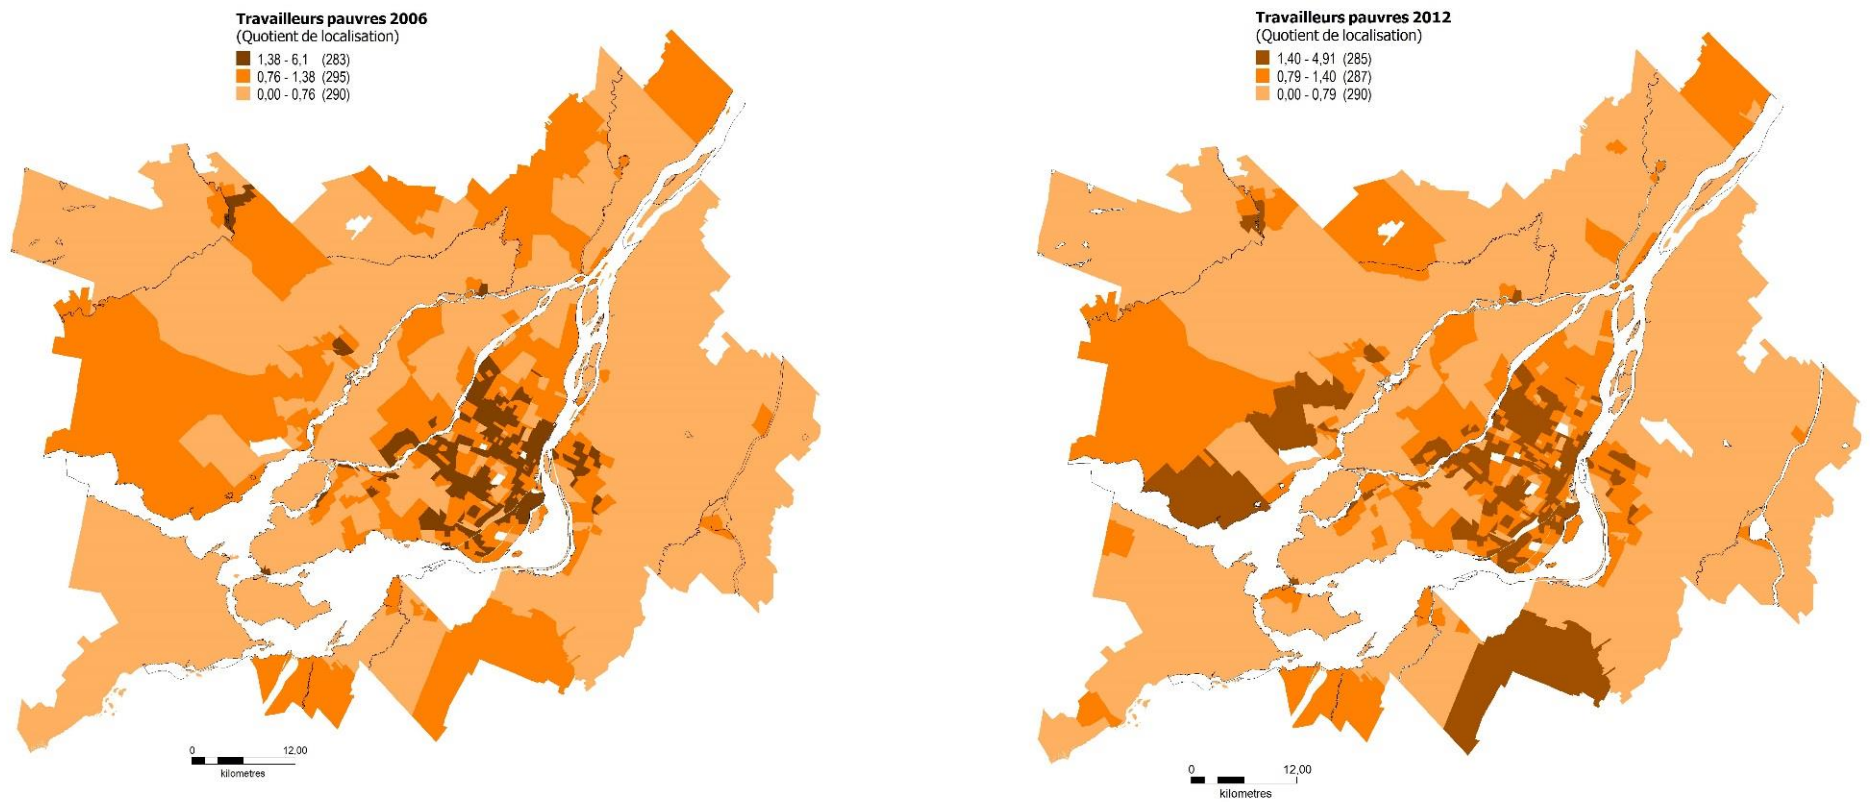 Travailleurs pauvres 2006
(Quotient de localisation)
1,38 - 6,1 (283)
0,76 - 1,38 (295)
0,00 - 0,76 (290)
0 12,00
kilometres
Travailleurs pauvres 2012
(Quotient de localisation)
1,40 - 4,91 (285)
0,79 - 1,40 (287)
0,00 - 0,79 (290)
0 12,00
kilometres